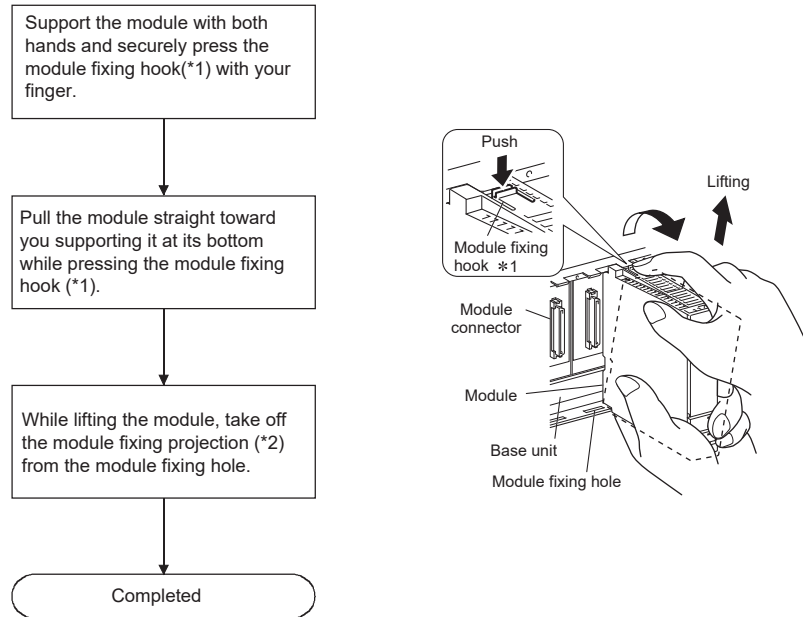 Support the module with both
hands and securely press the
module fixing hook(*1) with your
finger.
Pull the module straight toward
you supporting it at its bottom
while pressing the module fixing
hook (*1).
While lifting the module, take off
the module fixing projection (*2)
from the module fixing hole.
Completed
Push
Lifting
Module fixing
hook *1
Module
connector
Module
Base unit
Module fixing hole